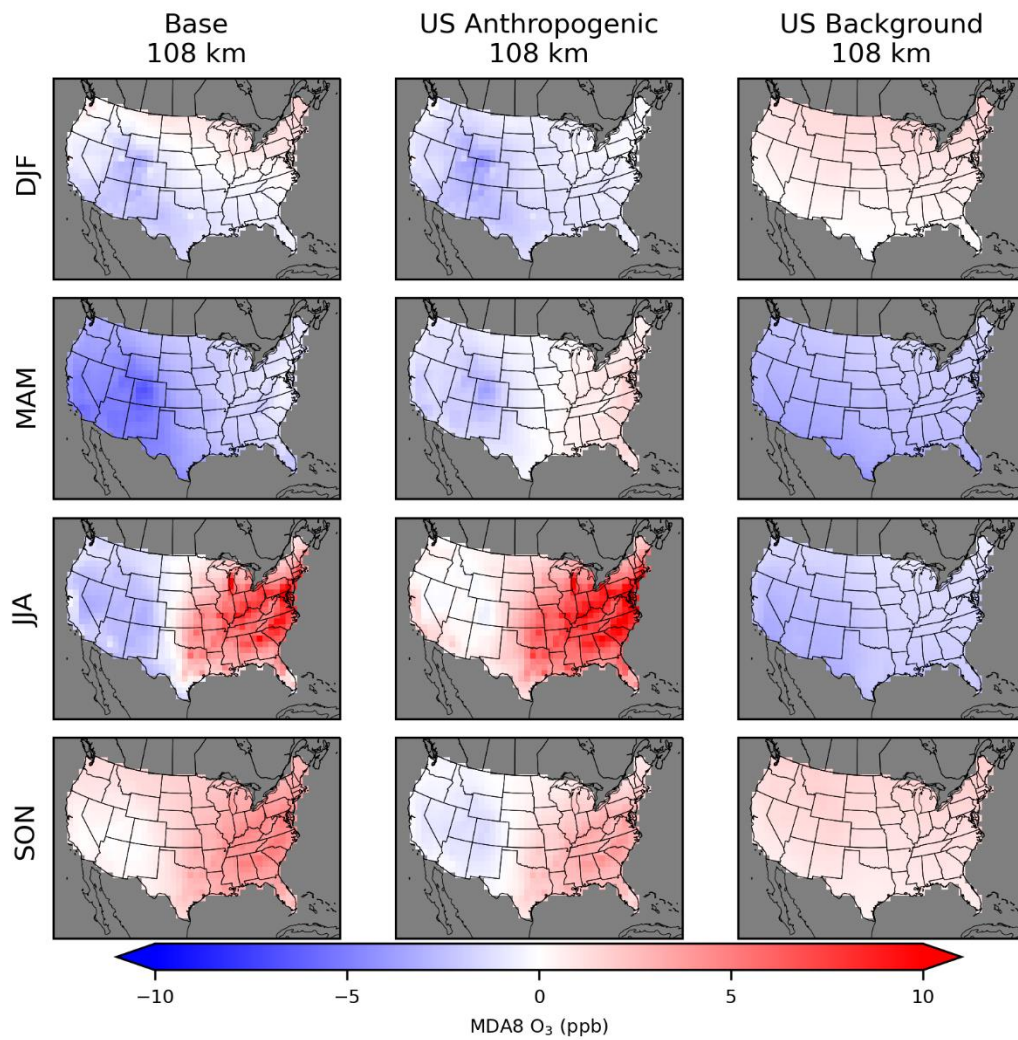 Base
108 km
US Anthropogenic
108 km
US Background
108 km
DJF
MAM
JJA
SON
−10
−5
0
5
10
MDA8 O₃ (ppb)